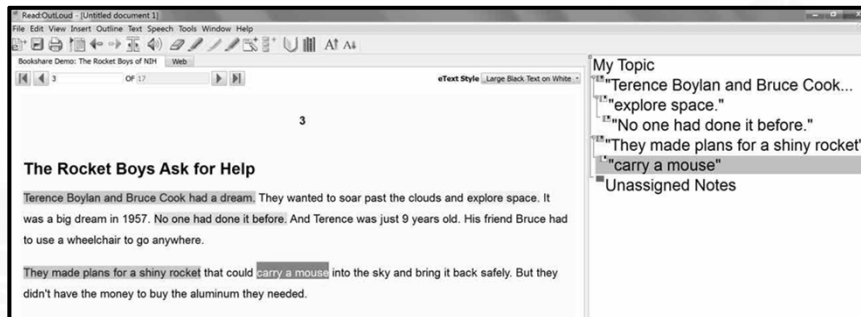 Read:OutLoud - [Untitled document 1]
File Edit View Insert Outline Text Speech Tools Window Help
Bookshare Demo: The Rocket Boys of NIH Web
3 OF 17 eText Style Large Black Text on White
3
The Rocket Boys Ask for Help
Terence Boylan and Bruce Cook had a dream. They wanted to soar past the clouds and explore space. It
was a big dream in 1957. No one had done it before. And Terence was just 9 years old. His friend Bruce had
to use a wheelchair to go anywhere.
They made plans for a shiny rocket that could carry a mouse into the sky and bring it back safely. But they
didn't have the money to buy the aluminum they needed.
My Topic
"Terence Boylan and Bruce Cook...
"explore space."
"No one had done it before."
"They made plans for a shiny rocket"
"carry a mouse"
Unassigned Notes